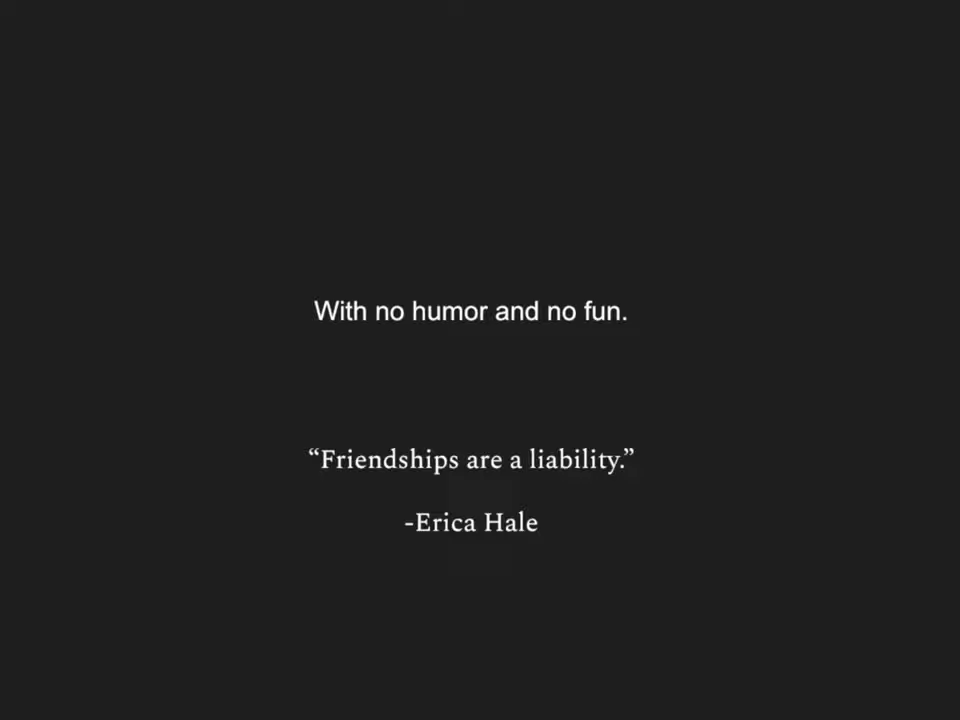 With no humor and no fun.
“Friendships are a liability.”
-Erica Hale